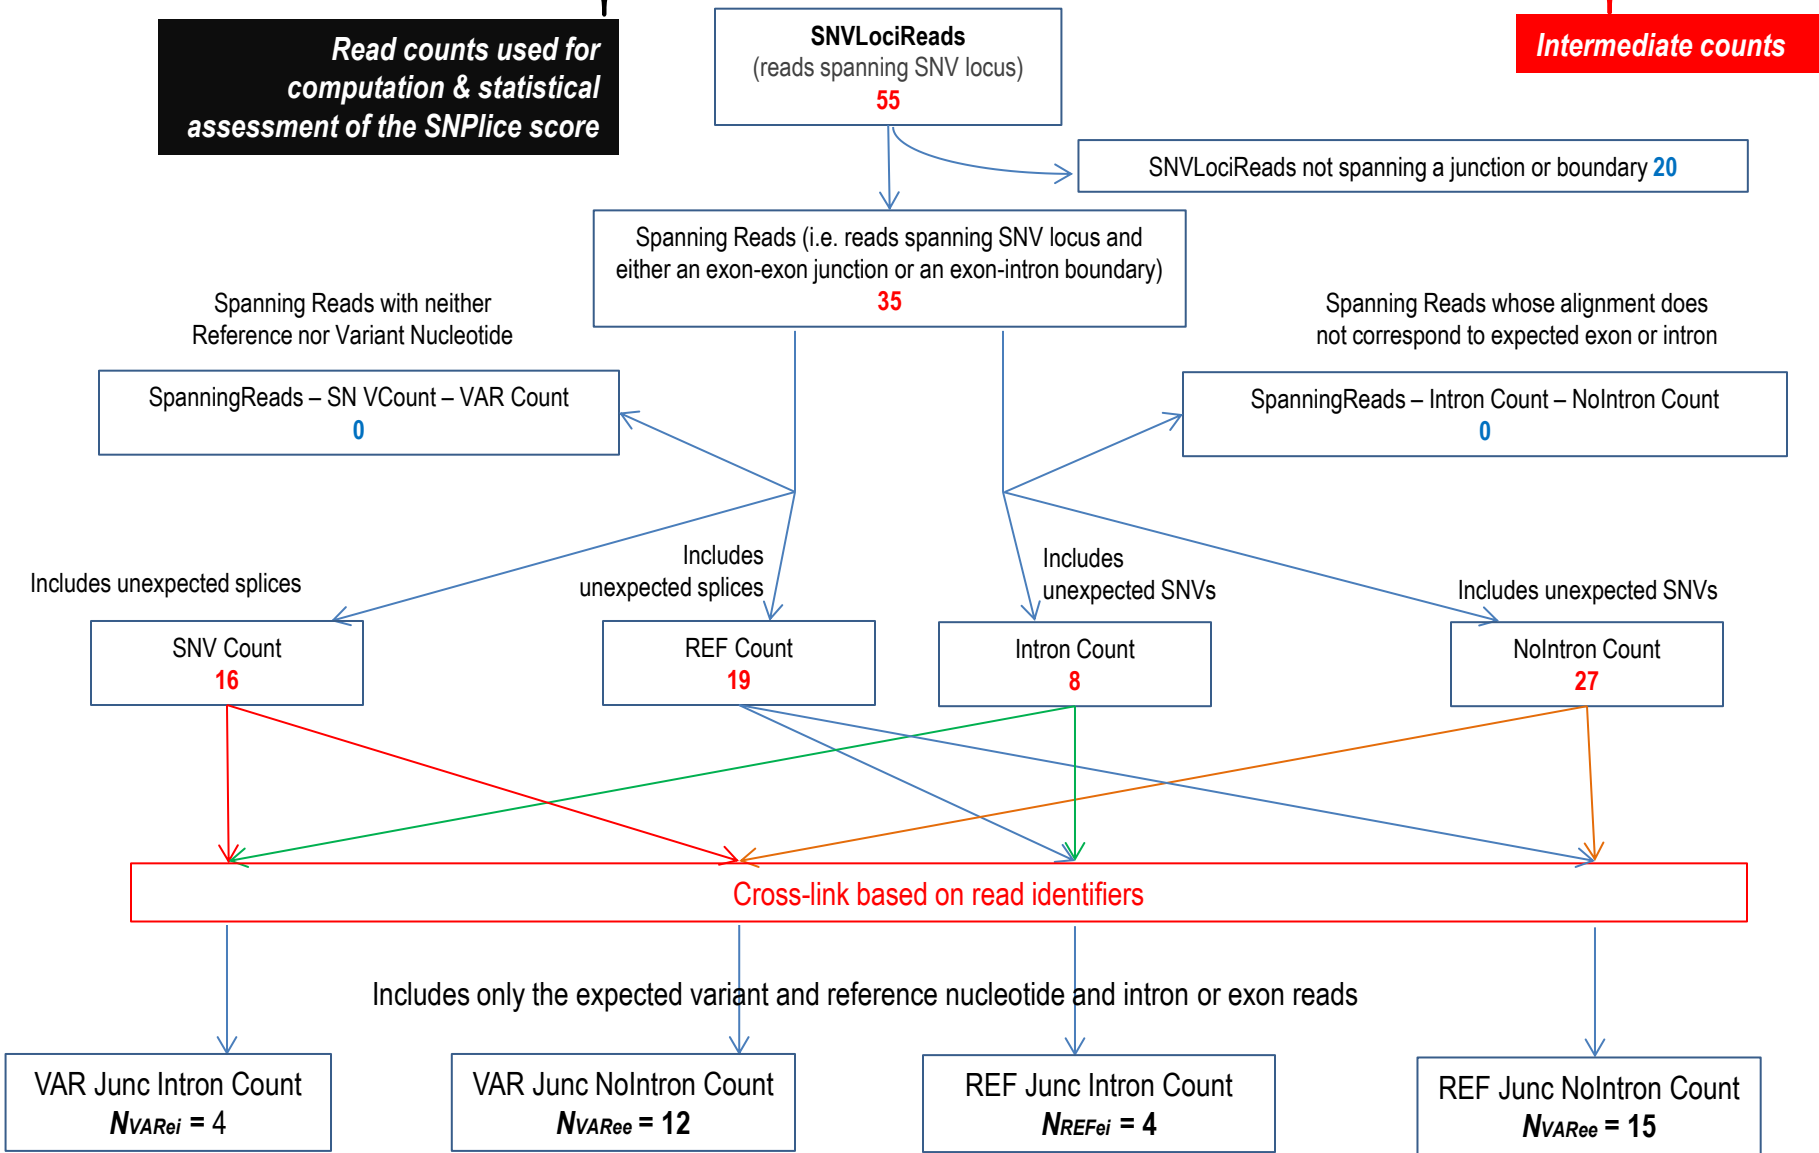 Read counts used for
computation & statistical
assessment of the SNPlice score
SNVLociReads
(reads spanning SNV locus)
55
Intermediate counts
SNVLociReads not spanning a junction or boundary 20
Spanning Reads (i.e. reads spanning SNV locus and
either an exon-exon junction or an exon-intron boundary)
35
Spanning Reads with neither
Reference nor Variant Nucleotide
Spanning Reads whose alignment does
not correspond to expected exon or intron
SpanningReads – SN VCount – VAR Count
0
SpanningReads – Intron Count – NoIntron Count
0
Includes unexpected splices
Includes
unexpected splices
Includes
unexpected SNVs
Includes unexpected SNVs
SNV Count
16
REF Count
19
Intron Count
8
NoIntron Count
27
Cross-link based on read identifiers
Includes only the expected variant and reference nucleotide and intron or exon reads
VAR Junc Intron Count
NVARei = 4
VAR Junc NoIntron Count
NVARee = 12
REF Junc Intron Count
NREFei = 4
REF Junc NoIntron Count
NVARee = 15